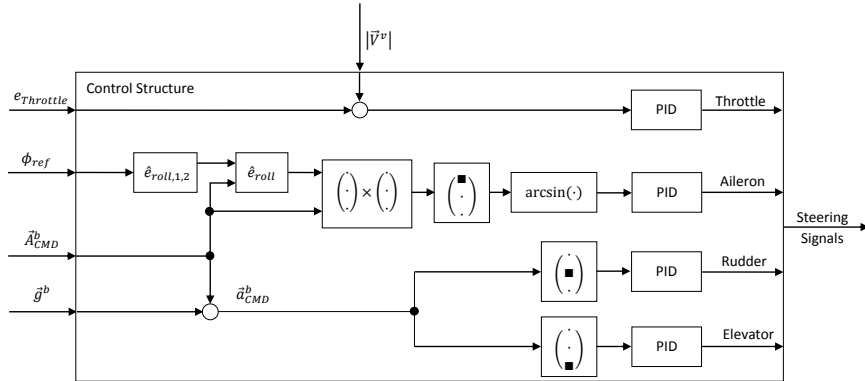 |V⃗ᵛ|
Control Structure
e_Throttle
PID
Throttle
ϕ_ref
ê_roll,1,2
ê_roll
(⋮) × (⋮)
(■ · ·)
arcsin(·)
PID
Aileron
Steering
Signals
A⃗ᵇ_CMD
(· ■ ·)
PID
Rudder
g⃗ᵇ
a⃗ᵇ_CMD
(· · ■)
PID
Elevator